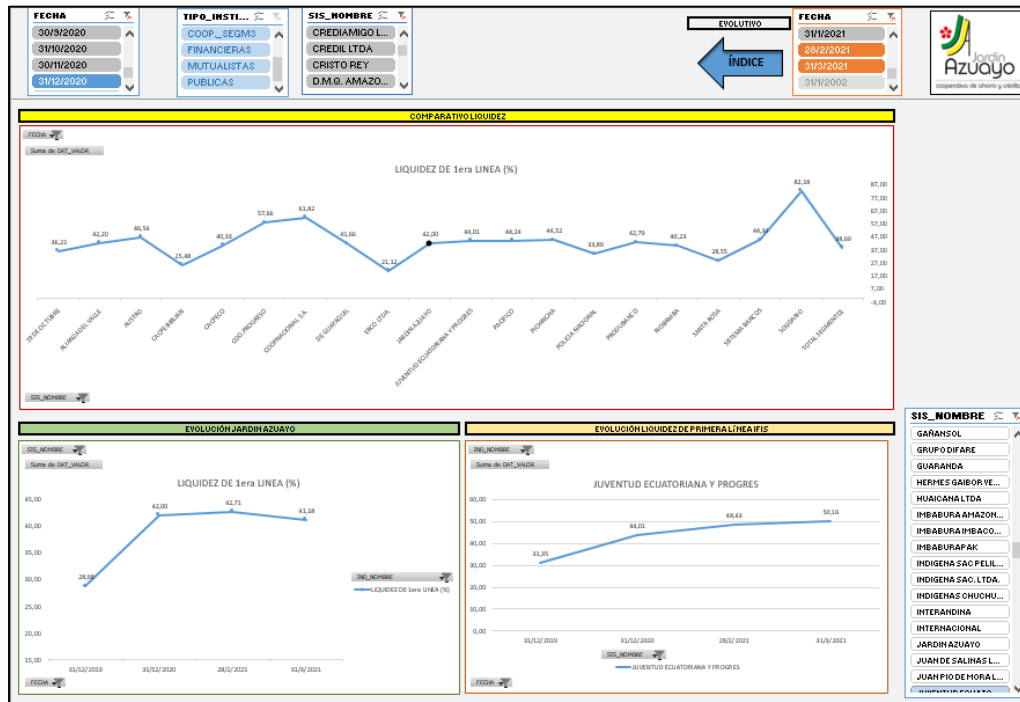 FECHA
30/9/2020
31/10/2020
30/11/2020
31/12/2020
TIPO_INSTI...
COOP_SEGM3
FINANCIERAS
MUTUALISTAS
PUBLICAS
SIS_NOMBRE
CREDIAMIGO L...
CREDIL LTDA
CRISTO REY
D.M.G. AMAZO...
EVOLUTIVO
ÍNDICE
FECHA
31/1/2021
28/2/2021
31/3/2021
31/1/2002
Jardín
Azuayo
cooperativa de ahorro y crédito
COMPARATIVO LIQUIDEZ
FECHA
Suma de DAT_VALOR
LIQUIDEZ DE 1era LINEA (%)
36,21
42,20
46,54
25,48
40,33
57,66
61,82
41,66
21,12
42,00
44,01
44,24
44,52
33,80
42,79
40,23
28,55
44,34
82,18
38,60
87,00
77,00
67,00
57,00
47,00
37,00
27,00
17,00
7,00
-3,00
29 DE OCTUBRE
ALIANZA DEL VALLE
AUSTRO
CACPE BIBLIAN
CACPECO
COO.PROGRESO
COOPNACIONAL S.A.
DE GUAYAQUIL
ERCO LTDA.
JARDIN AZUAYO
JUVENTUD ECUATORIANA Y PROGRES
PACIFICO
PICHINCHA
POLICIA NACIONAL
PRODUBANCO
RIOBAMBA
SANTA ROSA
SISTEMA BANCOS
SOLIDARIO
TOTAL SEGMENTO1
SIS_NOMBRE
EVOLUCIÓN JARDIN AZUAYO
SIS_NOMBRE
Suma de DAT_VALOR
LIQUIDEZ DE 1era LINEA (%)
45,00
40,00
35,00
30,00
25,00
20,00
15,00
28,68
42,00
42,71
41,18
31/12/2019
31/12/2020
28/2/2021
31/3/2021
IND_NOMBRE
LIQUIDEZ DE 1era LINEA (%)
FECHA
EVOLUCIÓN LIQUIDEZ DE PRIMERA LÍNEA IFIS
IND_NOMBRE
Suma de DAT_VALOR
JUVENTUD ECUATORIANA Y PROGRES
60,00
50,00
40,00
30,00
20,00
10,00
0,00
31,35
44,01
48,43
50,16
31/12/2019
31/12/2020
28/2/2021
31/3/2021
SIS_NOMBRE
JUVENTUD ECUATORIANA Y PROGRES
FECHA
SIS_NOMBRE
GAÑANSOL
GRUPO DIFARE
GUARANDA
HERMES GAIBOR VE...
HUAICANA LTDA
IMBABURA AMAZON...
IMBABURA IMBACO...
IMBABURAPAK
INDIGENA SAC PELIL...
INDIGENA SAC. LTDA.
INDIGENAS CHUCHU...
INTERANDINA
INTERNACIONAL
JARDIN AZUAYO
JUAN DE SALINAS L...
JUAN PIO DE MORA L...
JUVENTUD ECUATO...